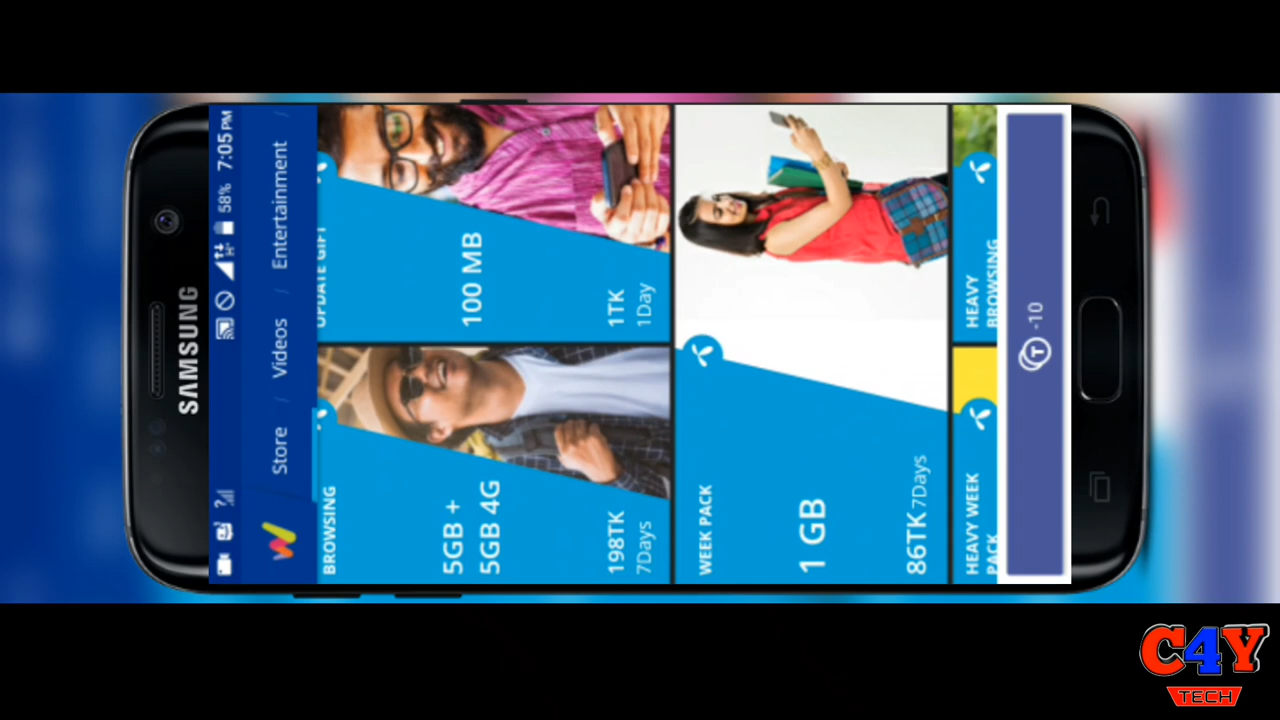 SAMSUNG
58% 7:05 PM
Store / Videos / Entertainment /
BROWSING
5GB +
5GB 4G
198TK
7Days
UPDATE GIFT
100 MB
1TK
1Day
WEEK PACK
1 GB
86TK 7Days
HEAVY WEEK
PACK
HEAVY
BROWSING
T -10
C4Y
TECH